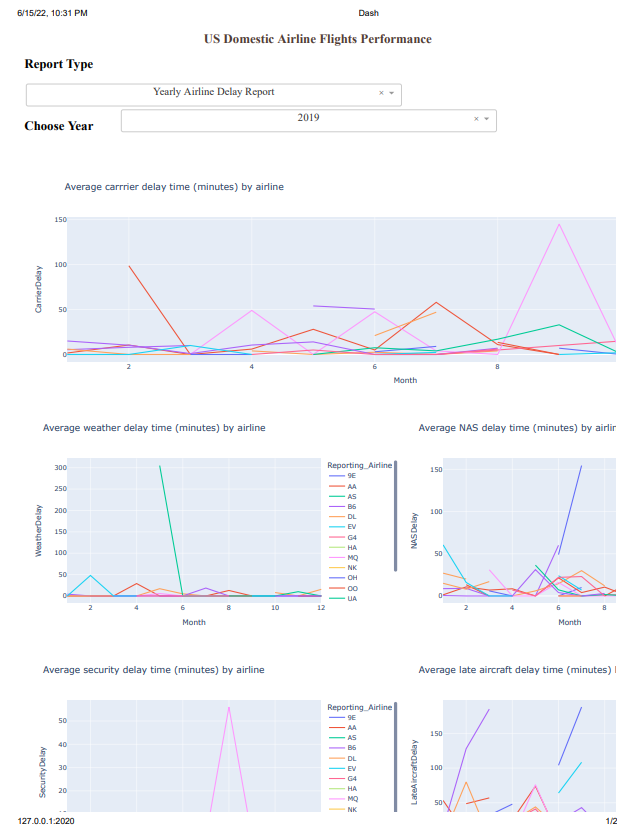 6/15/22, 10:31 PM Dash
US Domestic Airline Flights Performance
Report Type
Yearly Airline Delay Report × 
Choose Year
2019 ×
Average carrrier delay time (minutes) by airline
150
100
50
0
CarrierDelay
2 4 6 8
Month
Average weather delay time (minutes) by airline
300
250
200
150
100
50
0
WeatherDelay
2 4 6 8 10 12
Month
Reporting_Airline
9E
AA
AS
B6
DL
EV
G4
HA
MQ
NK
OH
OO
UA
Average NAS delay time (minutes) by airlin
150
100
50
0
NASDelay
2 4 6 8
Month
Average security delay time (minutes) by airline
50
40
30
20
10
SecurityDelay
Reporting_Airline
9E
AA
AS
B6
DL
EV
G4
HA
MQ
NK
Average late aircraft delay time (minutes)
150
100
50
LateAircraftDelay
127.0.0.1:2020 1/2